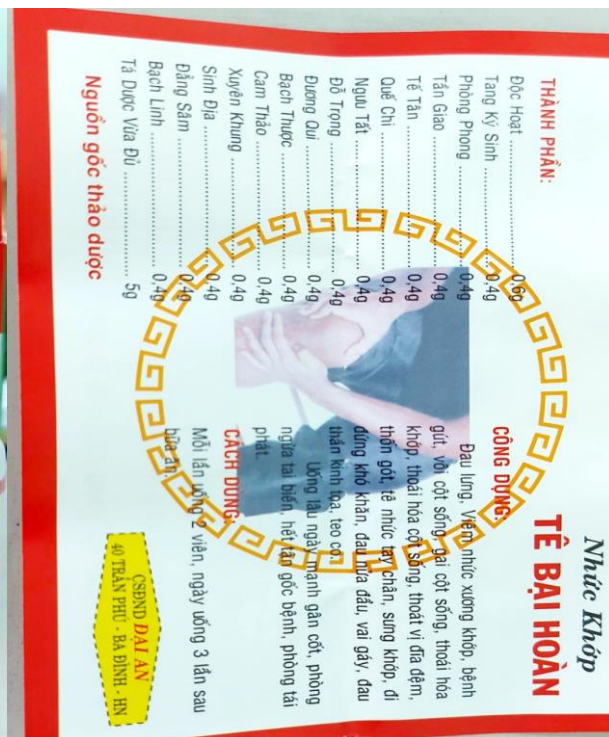 Nhức Khớp
TÊ BẠI HOÀN
THÀNH PHẦN:
Độc Hoạt 0,6g
Tang Ký Sinh 0,4g
Phòng Phong 0,4g
Tần Giao 0,4g
Tế Tân 0,4g
Quế Chi 0,4g
Ngưu Tất 0,4g
Đỗ Trọng 0,4g
Đương Qui 0,4g
Bạch Thược 0,4g
Cam Thảo 0,4g
Xuyên Khung 0,4g
Sinh Địa 0,4g
Đẳng Sâm 0,4g
Bạch Linh 0,4g
Tá Dược Vừa Đủ 5g
Nguồn gốc thảo dược
CÔNG DỤNG:
Đau lưng, Viêm nhức xương khớp, bệnh
gút, vôi cột sống, gai cột sống, thoái hóa
khớp, thoái hóa cột sống, thoát vị đĩa đệm,
thốn gót, tê nhức tay chân, sưng khớp, đi
đứng khó khăn, đau nửa đầu, vai gáy, đau
thần kinh tọa, teo cơ.
Uống lâu ngày mạnh gân cốt, phòng
ngừa tai biến, hết tận gốc bệnh, phòng tái
phát.
CÁCH DÙNG:
Mỗi lần uống 2 viên, ngày uống 3 lần sau
bữa ăn.
CSĐND ĐẠI AN
40 TRẦN PHÚ - BA ĐÌNH - HN